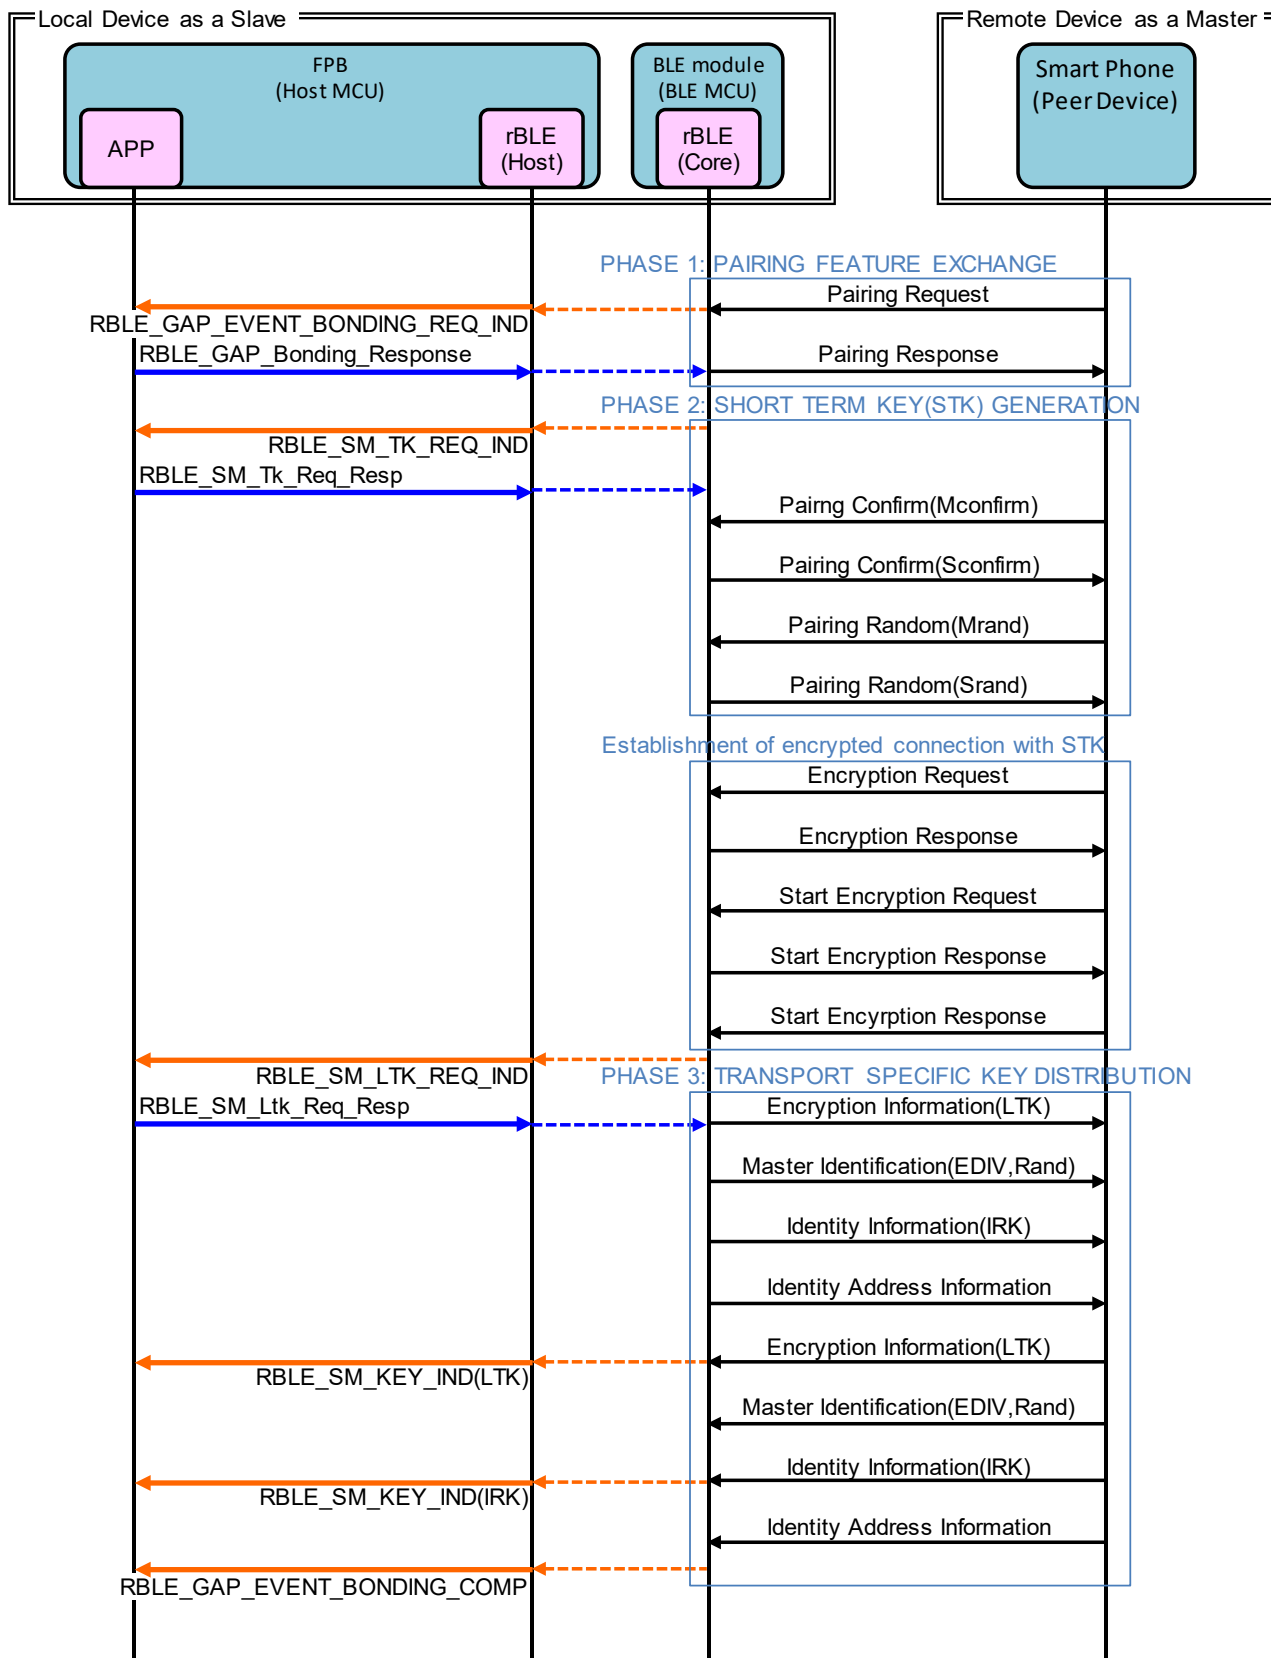 Local Device as a Slave
Remote Device as a Master
FPB
(Host MCU)
BLE module
(BLE MCU)
Smart Phone
(Peer Device)
APP
rBLE
(Host)
rBLE
(Core)
PHASE 1: PAIRING FEATURE EXCHANGE
Pairing Request
RBLE_GAP_EVENT_BONDING_REQ_IND
RBLE_GAP_Bonding_Response
Pairing Response
PHASE 2: SHORT TERM KEY(STK) GENERATION
RBLE_SM_TK_REQ_IND
RBLE_SM_Tk_Req_Resp
Pairng Confirm(Mconfirm)
Pairing Confirm(Sconfirm)
Pairing Random(Mrand)
Pairing Random(Srand)
Establishment of encrypted connection with STK
Encryption Request
Encryption Response
Start Encryption Request
Start Encryption Response
Start Encyrption Response
RBLE_SM_LTK_REQ_IND
PHASE 3: TRANSPORT SPECIFIC KEY DISTRIBUTION
RBLE_SM_Ltk_Req_Resp
Encryption Information(LTK)
Master Identification(EDIV,Rand)
Identity Information(IRK)
Identity Address Information
Encryption Information(LTK)
RBLE_SM_KEY_IND(LTK)
Master Identification(EDIV,Rand)
Identity Information(IRK)
RBLE_SM_KEY_IND(IRK)
Identity Address Information
RBLE_GAP_EVENT_BONDING_COMP